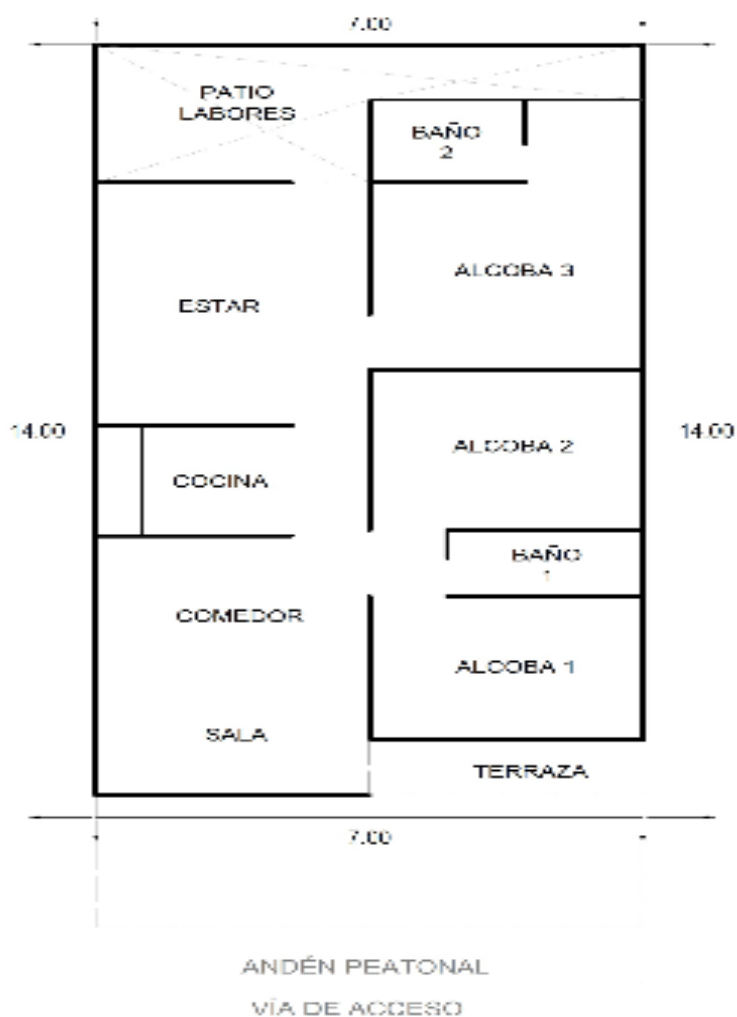 7.00
PATIO
LABORES
BAÑO
2
ALCOBA 3
ESTAR
14.00
14.00
ALCOBA 2
COCINA
BAÑO
1
COMEDOR
ALCOBA 1
SALA
TERRAZA
7.00
ANDÉN PEATONAL
VÍA DE ACCESO